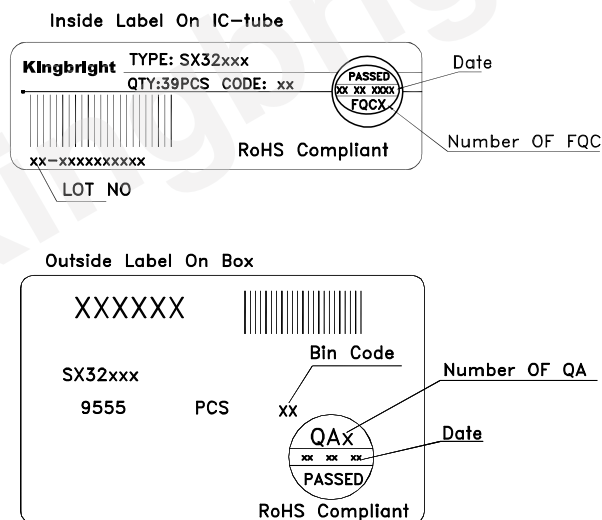 Inside Label On IC-tube
KIngbrIght TYPE: SX32xxx
QTY:39PCS CODE: xx
PASSED
xx xx xxxx
FQCX
Date
Number OF FQC
RoHS Compliant
xx-xxxxxxxxxx
LOT NO
Outside Label On Box
XXXXXX
Bin Code
SX32xxx
9555 PCS xx
Number OF QA
QAx
xx xx xx
Date
PASSED
RoHS Compliant